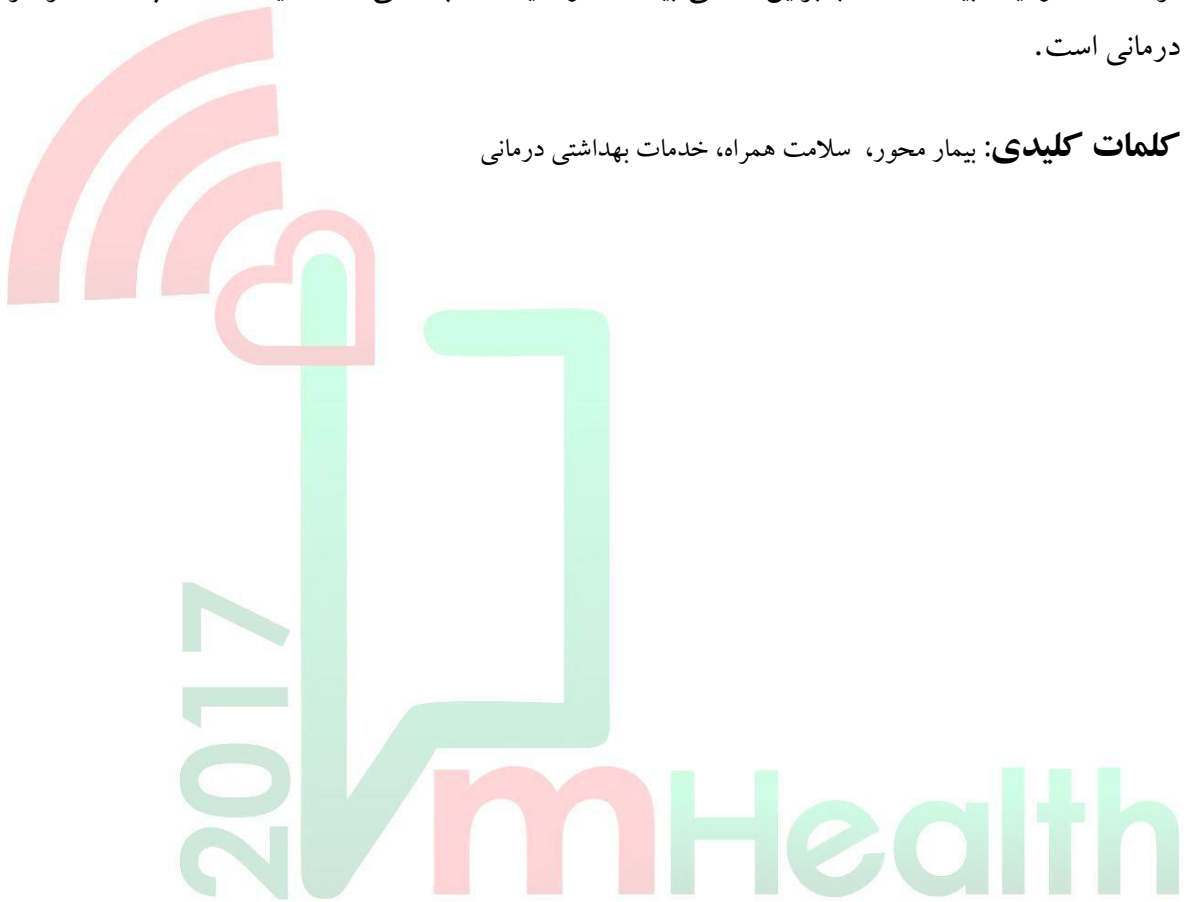 درمانی است.
کلمات کلیدی: بیمار محور، سلامت همراه، خدمات بهداشتی درمانی
2017
mHealth